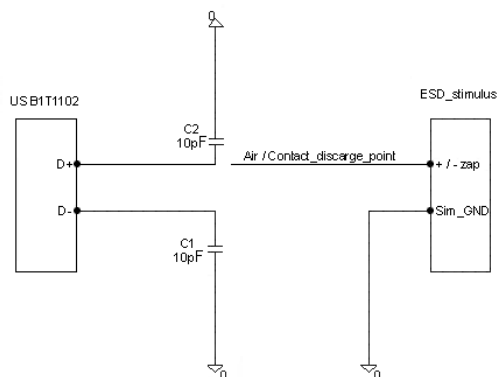 0
USB1T1102
ESD_stimulus
C2
10pF
D+
Air / Contact_discarge_point
+ / - zap
D-
Sim_GND
C1
10pF
0
0